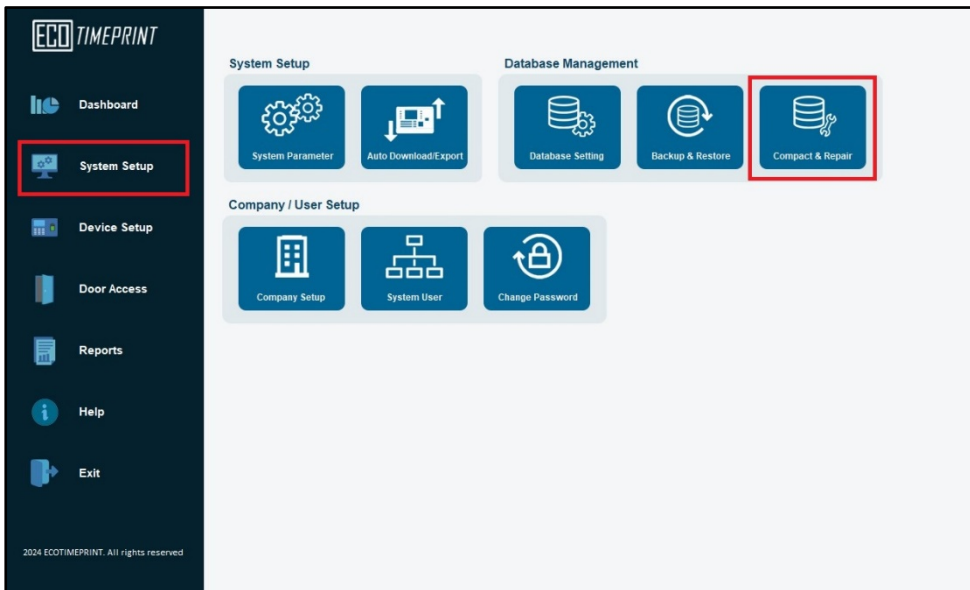 ECO TIMEPRINT
Dashboard
System Setup
Device Setup
Door Access
Reports
Help
Exit
2024 ECOTIMEPRINT. All rights reserved
System Setup
System Parameter
Auto Download/Export
Database Management
Database Setting
Backup & Restore
Compact & Repair
Company / User Setup
Company Setup
System User
Change Password